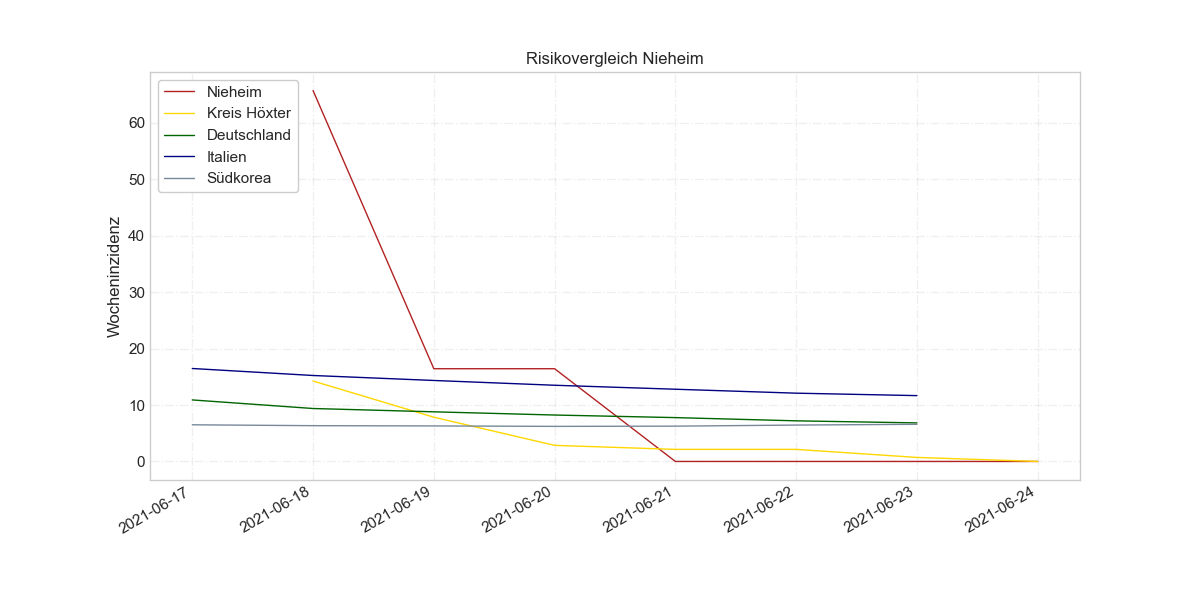 Risikovergleich Nieheim
Nieheim
Kreis Höxter
Deutschland
Italien
Südkorea
Wocheninzidenz
60
50
40
30
20
10
0
2021-06-17
2021-06-18
2021-06-19
2021-06-20
2021-06-21
2021-06-22
2021-06-23
2021-06-24